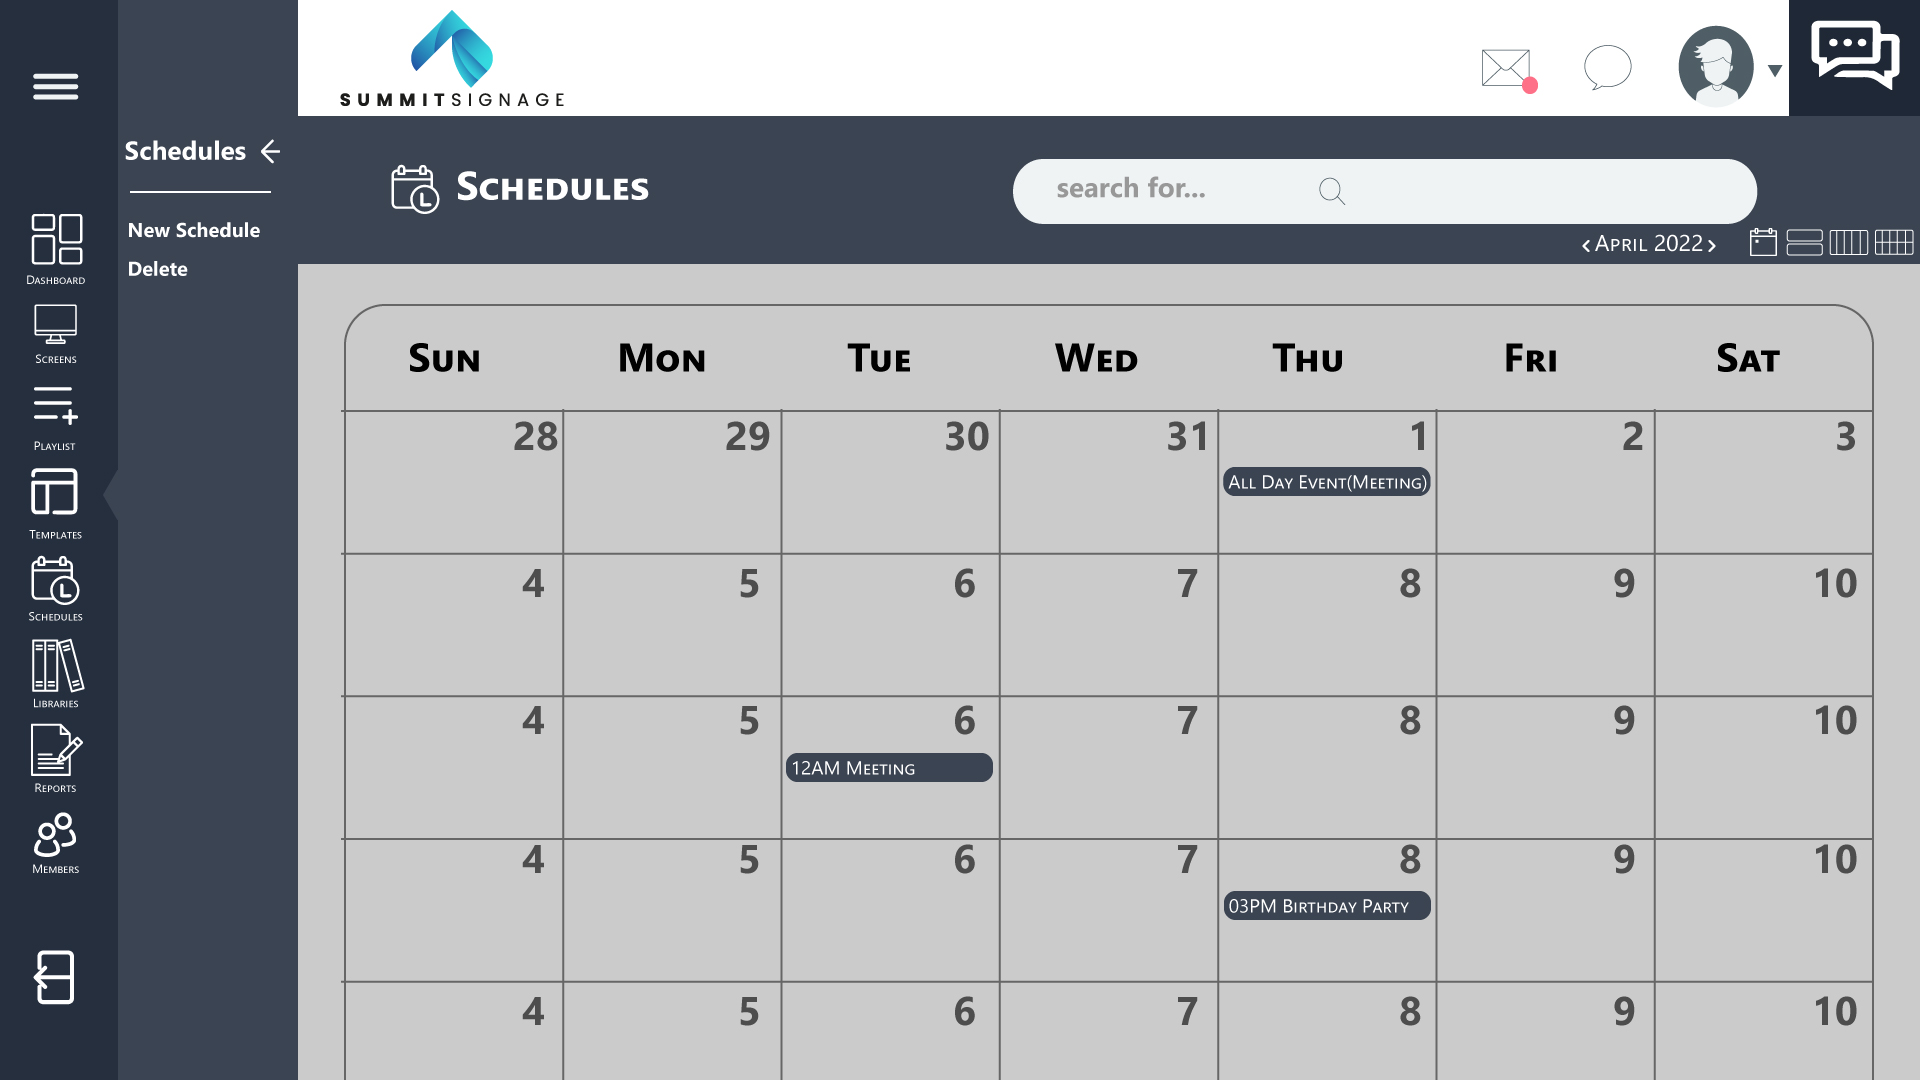 SUMMITSIGNAGE
Schedules
New Schedule
Delete
Dashboard
Screens
Playlist
Templates
Schedules
Libraries
Reports
Members
Schedules
search for...
‹ April 2022 ›
Sun Mon Tue Wed Thu Fri Sat
28 29 30 31 1 2 3
All Day Event(Meeting)
4 5 6 7 8 9 10
4 5 6 7 8 9 10
12AM Meeting
4 5 6 7 8 9 10
03PM Birthday Party
4 5 6 7 8 9 10